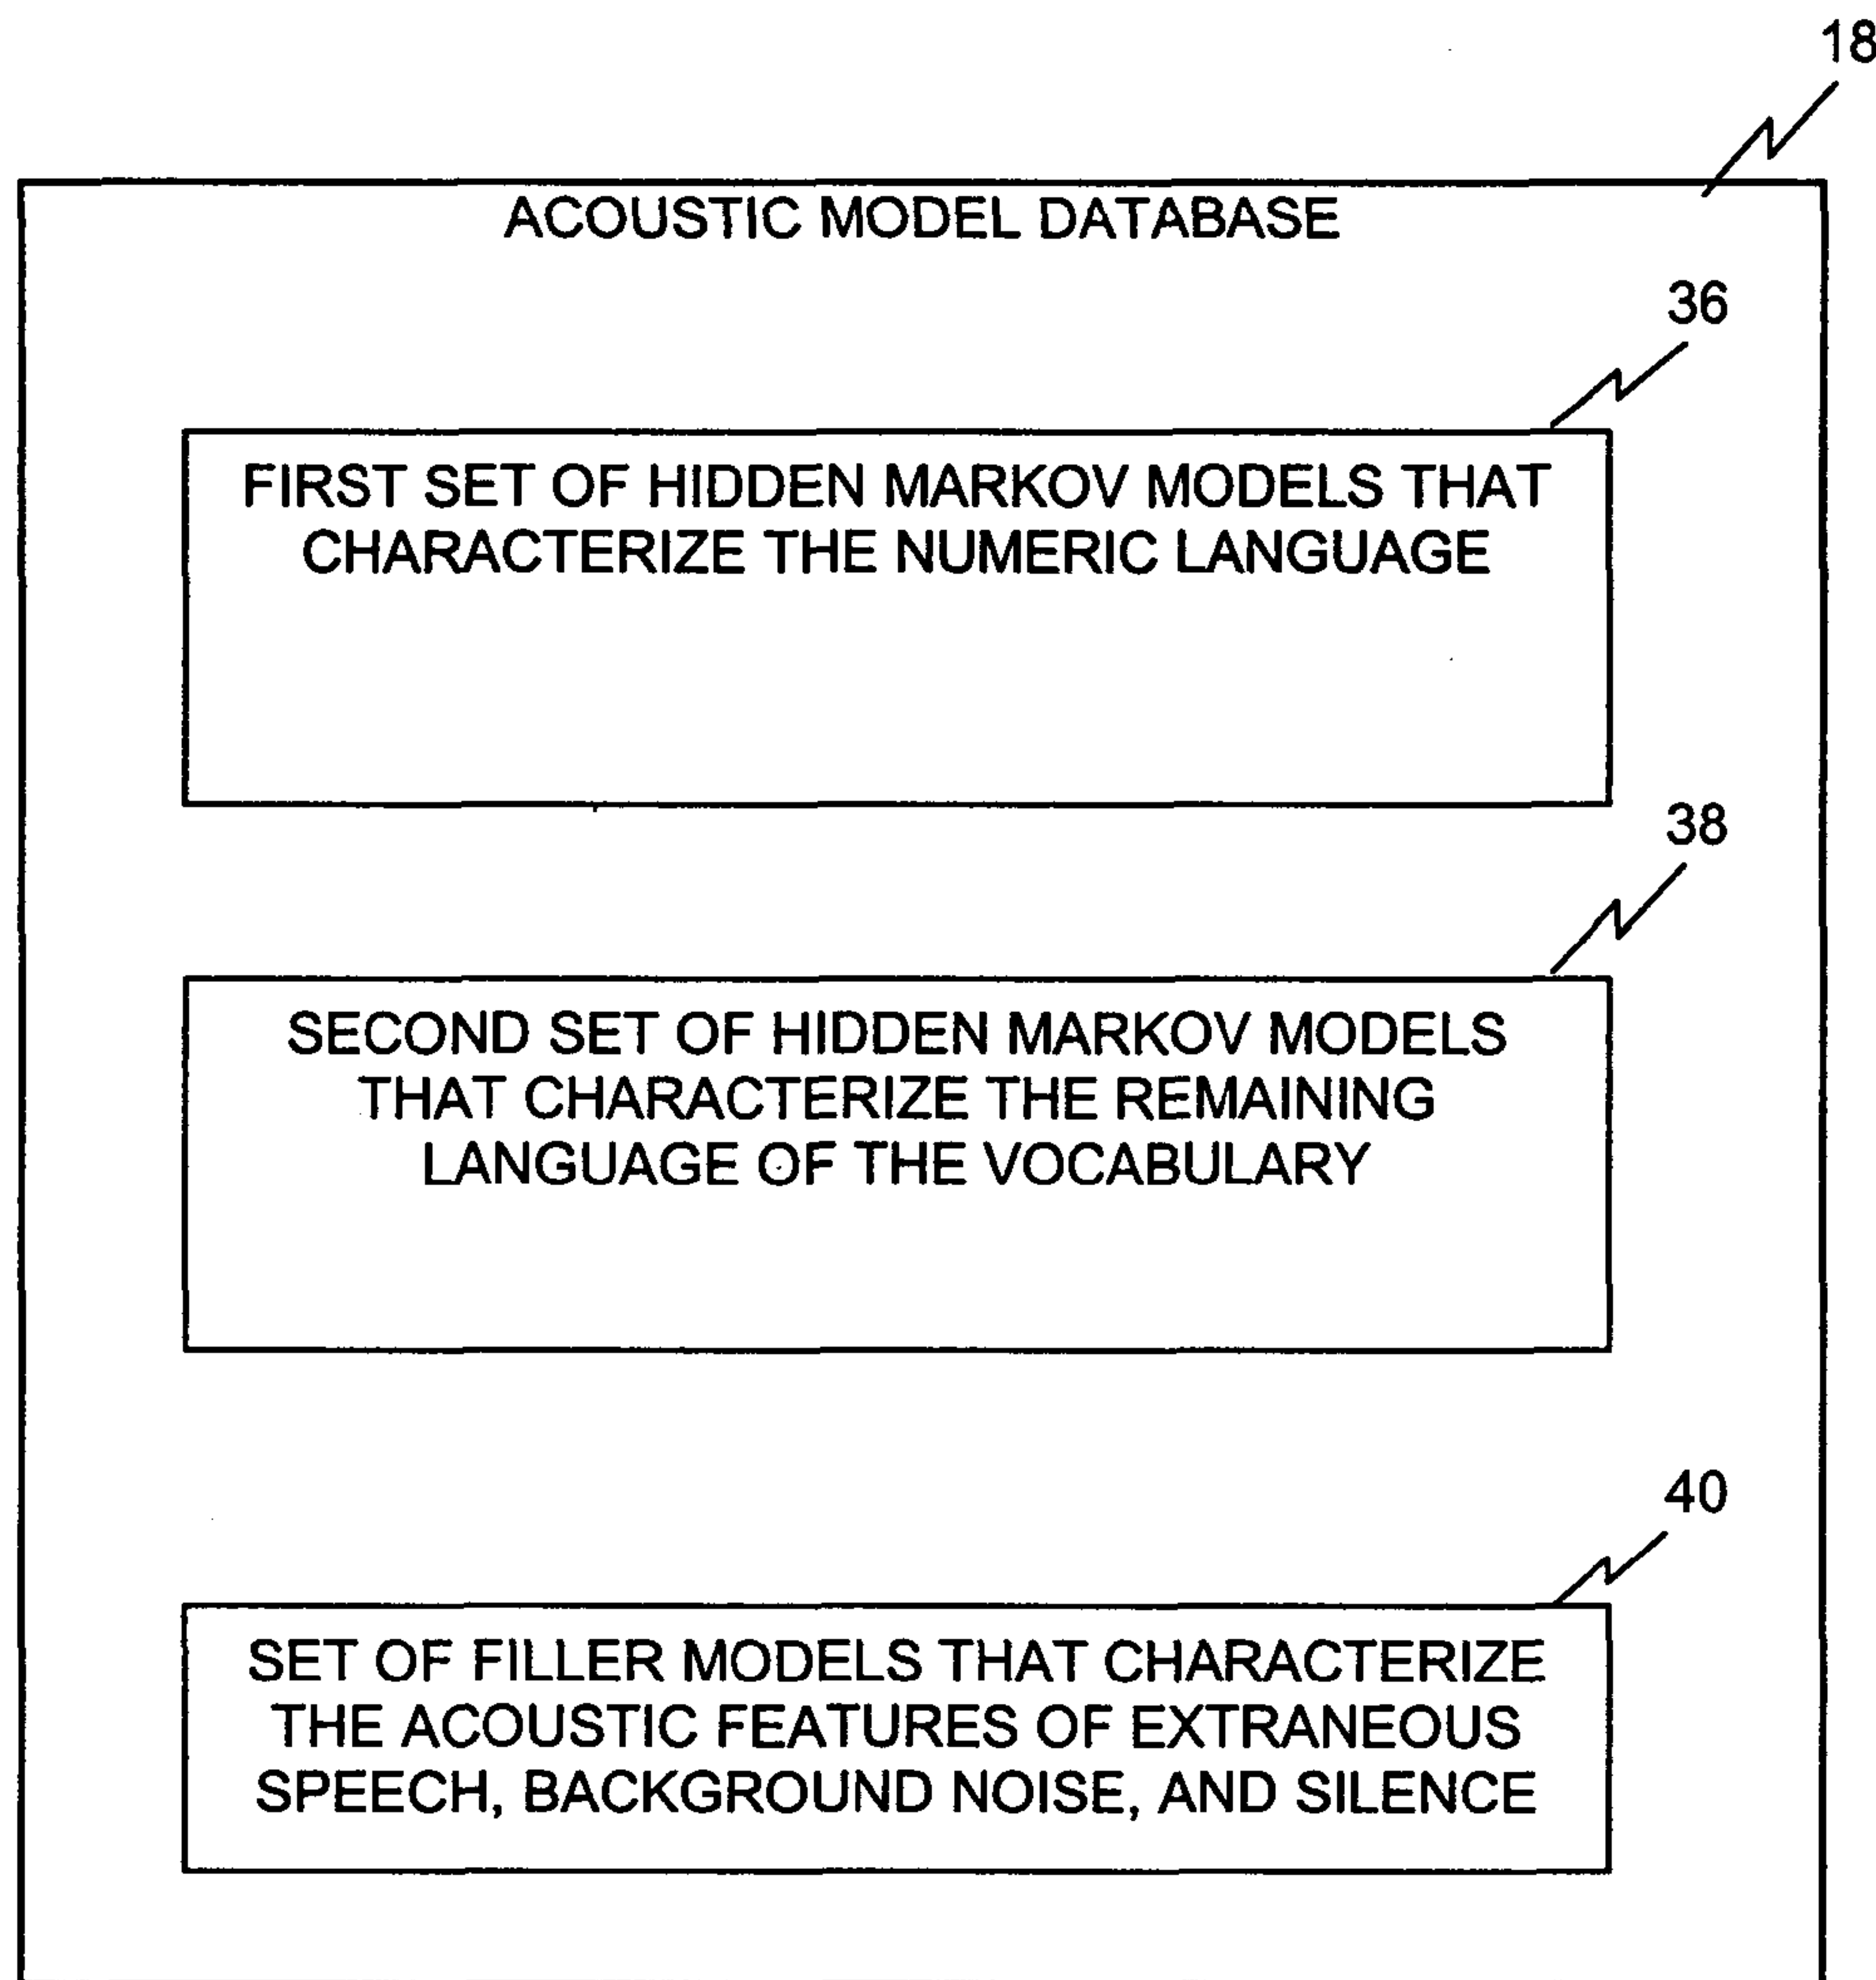 18
ACOUSTIC MODEL DATABASE
36
FIRST SET OF HIDDEN MARKOV MODELS THAT
CHARACTERIZE THE NUMERIC LANGUAGE
38
SECOND SET OF HIDDEN MARKOV MODELS
THAT CHARACTERIZE THE REMAINING
LANGUAGE OF THE VOCABULARY
40
SET OF FILLER MODELS THAT CHARACTERIZE
THE ACOUSTIC FEATURES OF EXTRANEOUS
SPEECH, BACKGROUND NOISE, AND SILENCE